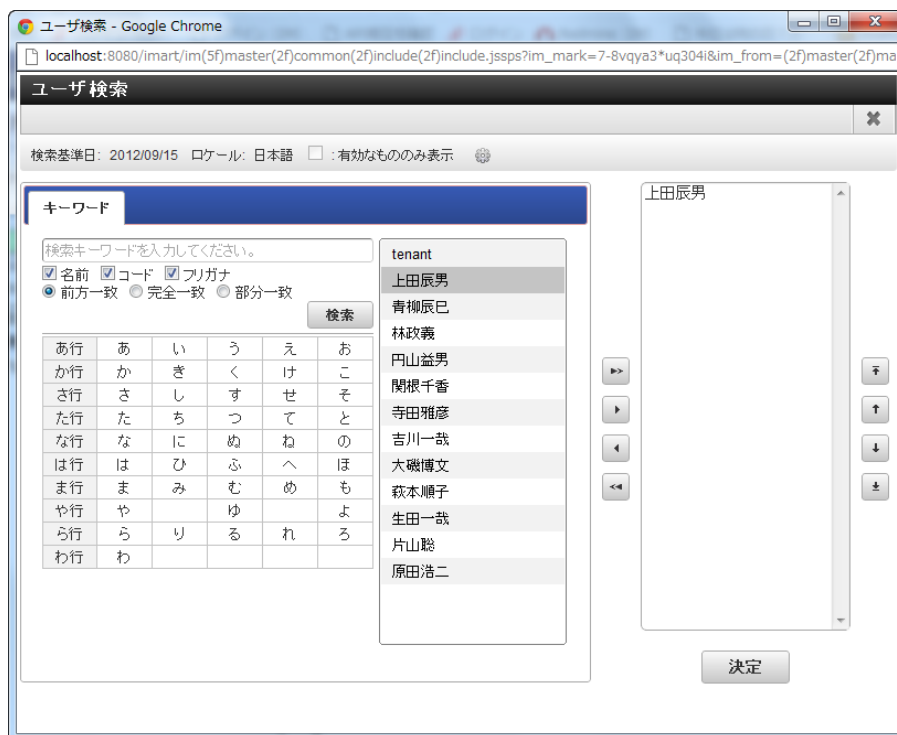 ユーザ検索 - Google Chrome
localhost:8080/imart/im(5f)master(2f)common(2f)include(2f)include.jssps?im_mark=7-8vqya3*uq304i&im_from=(2f)master(2f)ma
ユーザ検索
検索基準日: 2012/09/15 ロケール: 日本語 : 有効なもののみ表示
キーワード
検索キーワードを入力してください。
名前 コード フリガナ
前方一致 完全一致 部分一致
検索
あ行 あ い う え お
か行 か き く け こ
さ行 さ し す せ そ
た行 た ち つ て と
な行 な に ぬ ね の
は行 は ひ ふ へ ほ
ま行 ま み む め も
や行 や ゆ よ
ら行 ら り る れ ろ
わ行 わ
tenant
上田辰男
青柳辰巳
林政義
円山益男
関根千香
寺田雅彦
吉川一哉
大磯博文
萩本順子
生田一哉
片山聡
原田浩二
上田辰男
決定